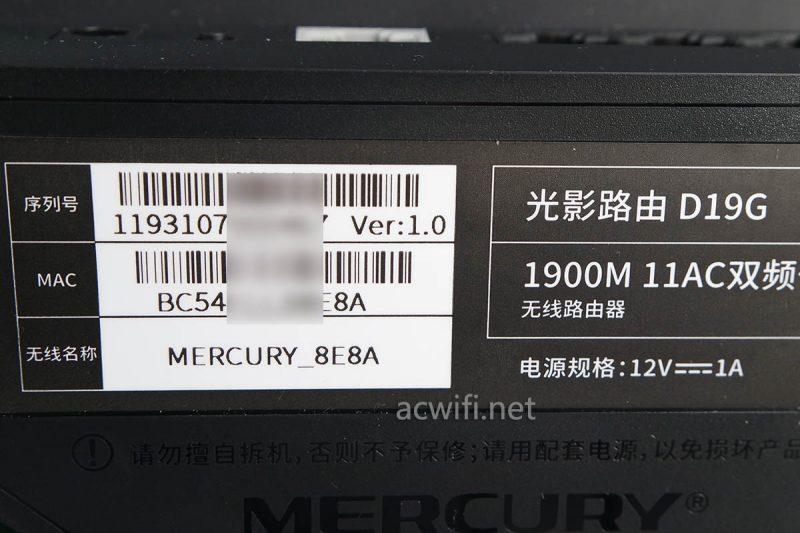 序列号
1193107 7 Ver:1.0
MAC
BC54 E8A
无线名称
MERCURY_8E8A
光影路由 D19G
1900M 11AC双频
无线路由器
电源规格:12V⎓1A
acwifi.net
请勿擅自拆机,否则不予保修;请用配套电源,以免损坏产品
MERCURY®